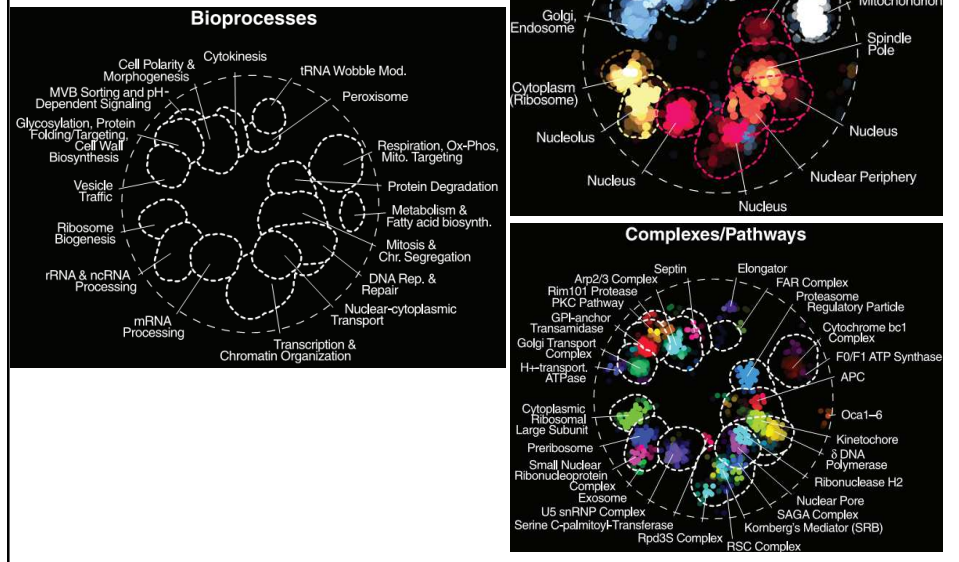 Bioprocesses
Cytokinesis
Cell Polarity &
Morphogenesis
tRNA Wobble Mod.
MVB Sorting and pH-
Dependent Signaling
Peroxisome
Glycosylation, Protein
Folding/Targeting,
Cell Wall
Biosynthesis
Respiration, Ox-Phos,
Mito. Targeting
Vesicle
Traffic
Protein Degradation
Ribosome
Biogenesis
Metabolism &
Fatty acid biosynth.
Mitosis &
Chr. Segregation
rRNA & ncRNA
Processing
DNA Rep. &
Repair
Nuclear-cytoplasmic
Transport
mRNA
Processing
Transcription &
Chromatin Organization
Mitochondrion
Golgi,
Endosome
Spindle
Pole
Cytoplasm
(Ribosome)
Nucleolus
Nucleus
Nuclear Periphery
Nucleus
Nucleus
Complexes/Pathways
Septin
Elongator
Arp2/3 Complex
FAR Complex
Rim101 Protease
PKC Pathway
Proteasome
Regulatory Particle
GPI-anchor
Transamidase
Cytochrome bc1
Complex
Golgi Transport
Complex
F0/F1 ATP Synthase
H+-transport.
ATPase
APC
Cytoplasmic
Ribosomal
Large Subunit
Oca1–6
Preribosome
Kinetochore
δ DNA
Polymerase
Small Nuclear
Ribonucleoprotein
Complex
Ribonuclease H2
Exosome
Nuclear Pore
U5 snRNP Complex
SAGA Complex
Serine C-palmitoyl-Transferase
Kornberg's Mediator (SRB)
Rpd3S Complex
RSC Complex